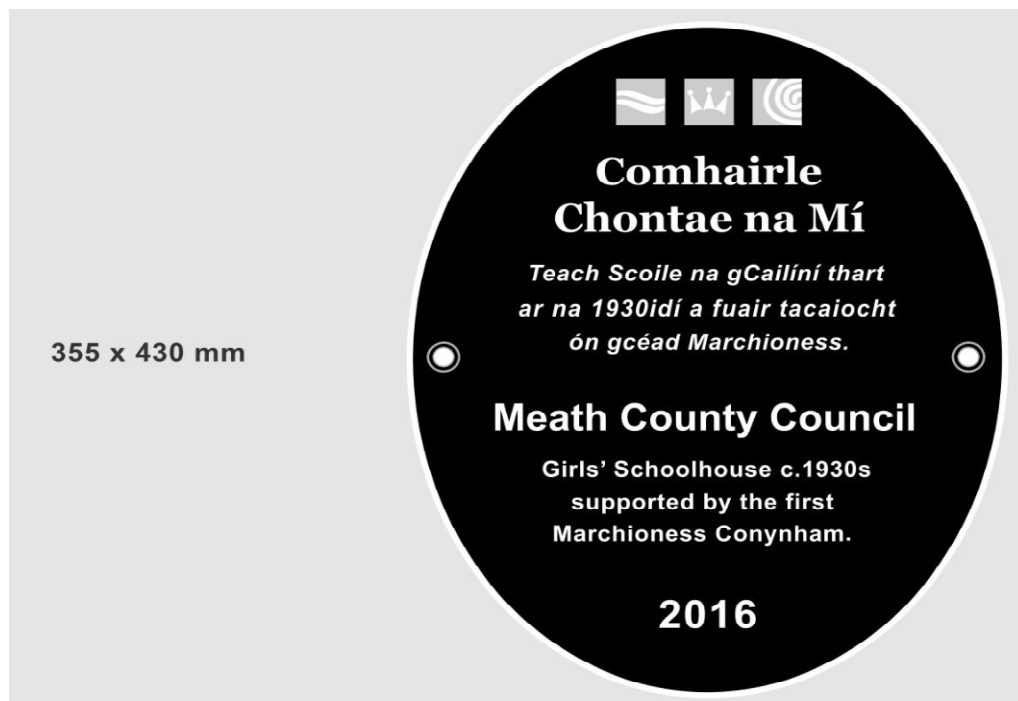 355 x 430 mm
Comhairle
Chontae na Mí
Teach Scoile na gCailíní thart
ar na 1930idí a fuair tacaiocht
ón gcéad Marchioness.
Meath County Council
Girls’ Schoolhouse c.1930s
supported by the first
Marchioness Conynham.
2016